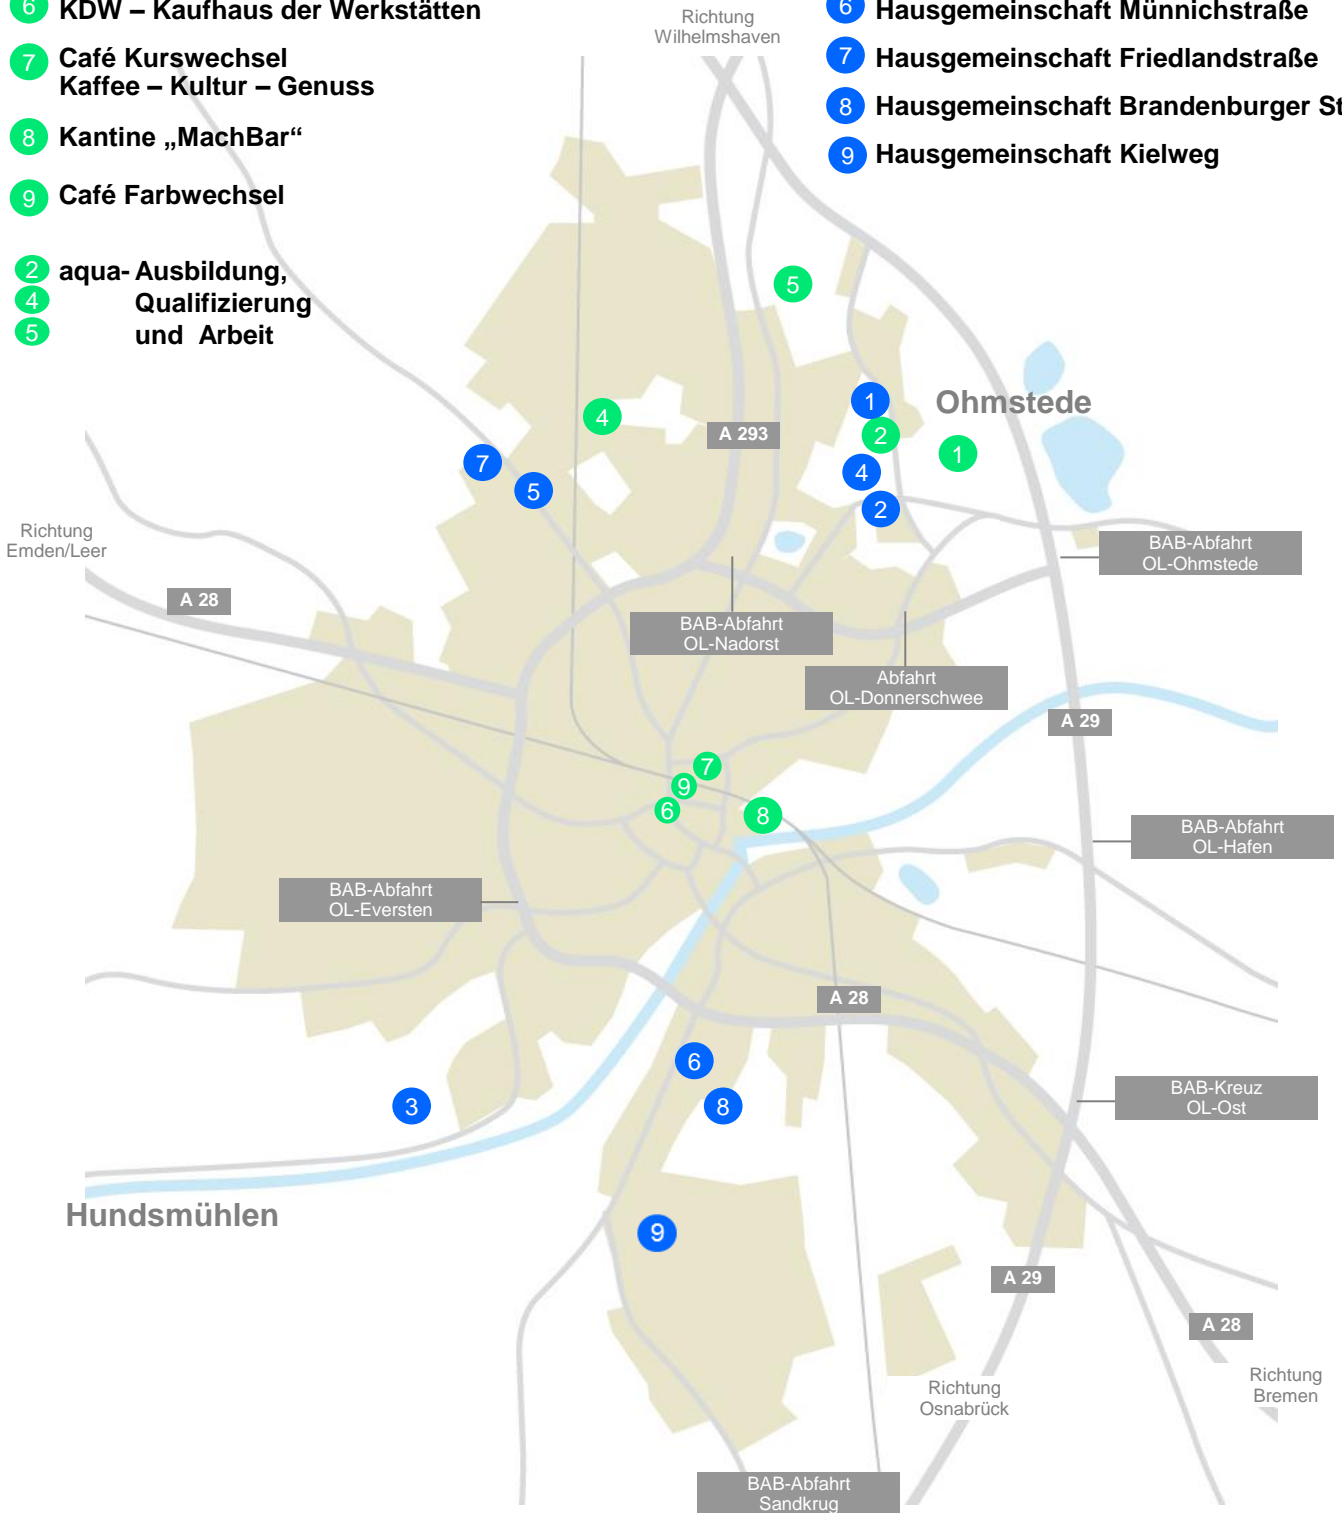 6 KDW – Kaufhaus der Werkstätten
7 Café Kurswechsel
Kaffee – Kultur – Genuss
8 Kantine „MachBar“
9 Café Farbwechsel
2 aqua- Ausbildung,
4 Qualifizierung
5 und Arbeit
Richtung
Wilhelmshaven
6 Hausgemeinschaft Münnichstraße
7 Hausgemeinschaft Friedlandstraße
8 Hausgemeinschaft Brandenburger St
9 Hausgemeinschaft Kielweg
5
1
Ohmstede
4
A 293
2
1
7
4
5
2
Richtung
Emden/Leer
BAB-Abfahrt
OL-Ohmstede
A 28
BAB-Abfahrt
OL-Nadorst
Abfahrt
OL-Donnerschwee
A 29
7
9
6
8
BAB-Abfahrt
OL-Hafen
BAB-Abfahrt
OL-Eversten
A 28
6
3
8
BAB-Kreuz
OL-Ost
Hundsmühlen
9
A 29
A 28
Richtung
Osnabrück
Richtung
Bremen
BAB-Abfahrt
Sandkrug